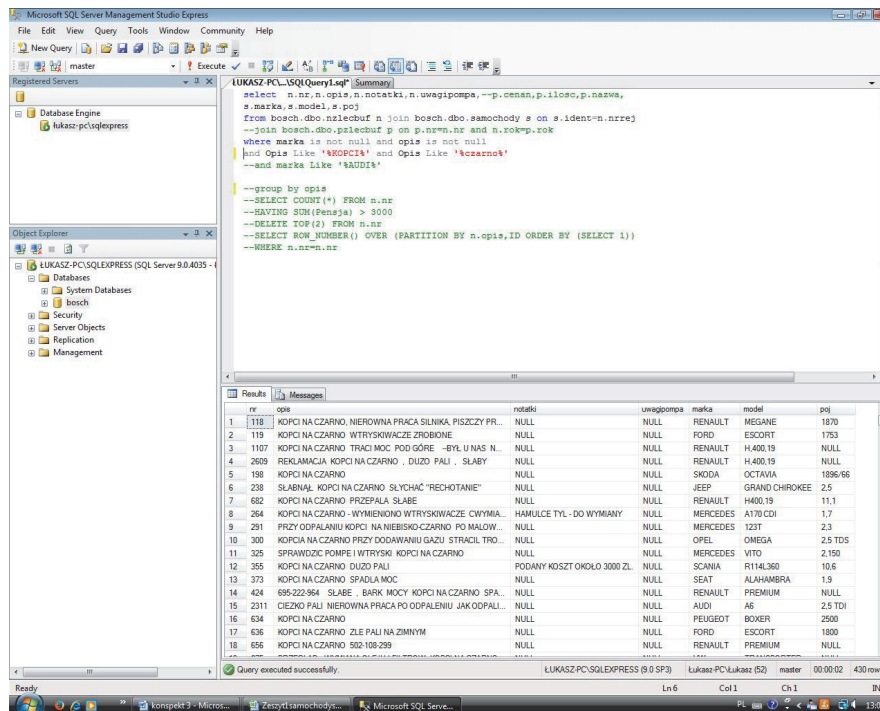 Microsoft SQL Server Management Studio Express
File Edit View Query Tools Window Community Help
New Query
master
Execute
Registered Servers
Database Engine
łukasz-pc\sqlexpress
Object Explorer
ŁUKASZ-PC\SQLEXPRESS (SQL Server 9.0.4035 - Ł
Databases
System Databases
bosch
Security
Server Objects
Replication
Management
ŁUKASZ-PC\...\SQLQuery1.sql* Summary
select n.nr,n.opis,n.notatki,n.uwagipompa,--p.cenan,p.ilosc,p.nazwa,
s.marka,s.model,s.poj
from bosch.dbo.nzlecbuf n join bosch.dbo.samochody s on s.ident=n.nrrej
--join bosch.dbo.pzlecbuf p on p.nr=n.nr and n.rok=p.rok
where marka is not null and opis is not null
and Opis Like '%KOPCI%' and Opis Like '%czarno%'
--and marka Like '%AUDI%'
--group by opis
--SELECT COUNT(*) FROM n.nr
--HAVING SUM(Pensja) > 3000
--DELETE TOP(2) FROM n.nr
--SELECT ROW_NUMBER() OVER (PARTITION BY n.opis,ID ORDER BY (SELECT 1))
--WHERE n.nr=n.nr
Results Messages
nr opis notatki uwagipompa marka model poj
1 118 KOPCI NA CZARNO, NIEROWNA PRACA SILNIKA, PISZCZY PR... NULL NULL RENAULT MEGANE 1870
2 119 KOPCI NA CZARNO WTRYSKIWACZE ZROBIONE NULL NULL FORD ESCORT 1753
3 1107 KOPCI NA CZARNO TRACI MOC POD GÓRE –BYŁ U NAS N... NULL NULL RENAULT H,400,19 NULL
4 2609 REKLAMACJA KOPCI NA CZARNO , DUZO PALI , SŁABY NULL NULL RENAULT H,400,19 NULL
5 198 KOPCI NA CZARNO NULL NULL SKODA OCTAVIA 1896/66
6 238 SŁABNĄŁ KOPCI NA CZARNO SŁYCHAĆ "RECHOTANIE" NULL NULL JEEP GRAND CHIROKEE 2,5
7 682 KOPCI NA CZARNO PRZEPALA SŁABE NULL NULL RENAULT H400,19 11,1
8 264 KOPCI NA CZARNO - WYMIENIONO WTRYSKIWACZE CWYMIA... HAMULCE TYL - DO WYMIANY NULL MERCEDES A170 CDI 1,7
9 291 PRZY ODPALANIU KOPCI NA NIEBISKO-CZARNO PO MALOW... NULL NULL MERCEDES 123T 2,3
10 300 KOPCIA NA CZARNO PRZY DODAWANIU GAZU STRACIL TRO... NULL NULL OPEL OMEGA 2,5 TDS
11 325 SPRAWDZIC POMPE I WTRYSKI KOPCI NA CZARNO NULL NULL MERCEDES VITO 2,150
12 355 KOPCI NA CZARNO DUZO PALI PODANY KOSZT OKOŁO 3000 ZL. NULL SCANIA R114L360 10,6
13 373 KOPCI NA CZARNO SPADLA MOC NULL NULL SEAT ALAHAMBRA 1,9
14 424 695-222-964 SŁABE , BARK MOCY KOPCI NA CZARNO SPA... NULL NULL RENAULT PREMIUM NULL
15 2311 CIEZKO PALI NIEROWNA PRACA PO ODPALENIU JAK ODPALI... NULL NULL AUDI A6 2,5 TDI
16 634 KOPCI NA CZARNO NULL NULL PEUGEOT BOXER 2500
17 636 KOPCI NA CZARNO ZLE PALI NA ZIMNYM NULL NULL FORD ESCORT 1800
18 656 KOPCI NA CZARNO 502-108-299 NULL NULL RENAULT PREMIUM NULL
Query executed successfully. ŁUKASZ-PC\SQLEXPRESS (9.0 SP3) Łukasz-PC\Łukasz (52) master 00:00:02 430 row
Ready Ln 6 Col 1 Ch 1 IN
konspekt 3 - Micros... Zeszyt1samochodys... Microsoft SQL Serve... PL 13:0